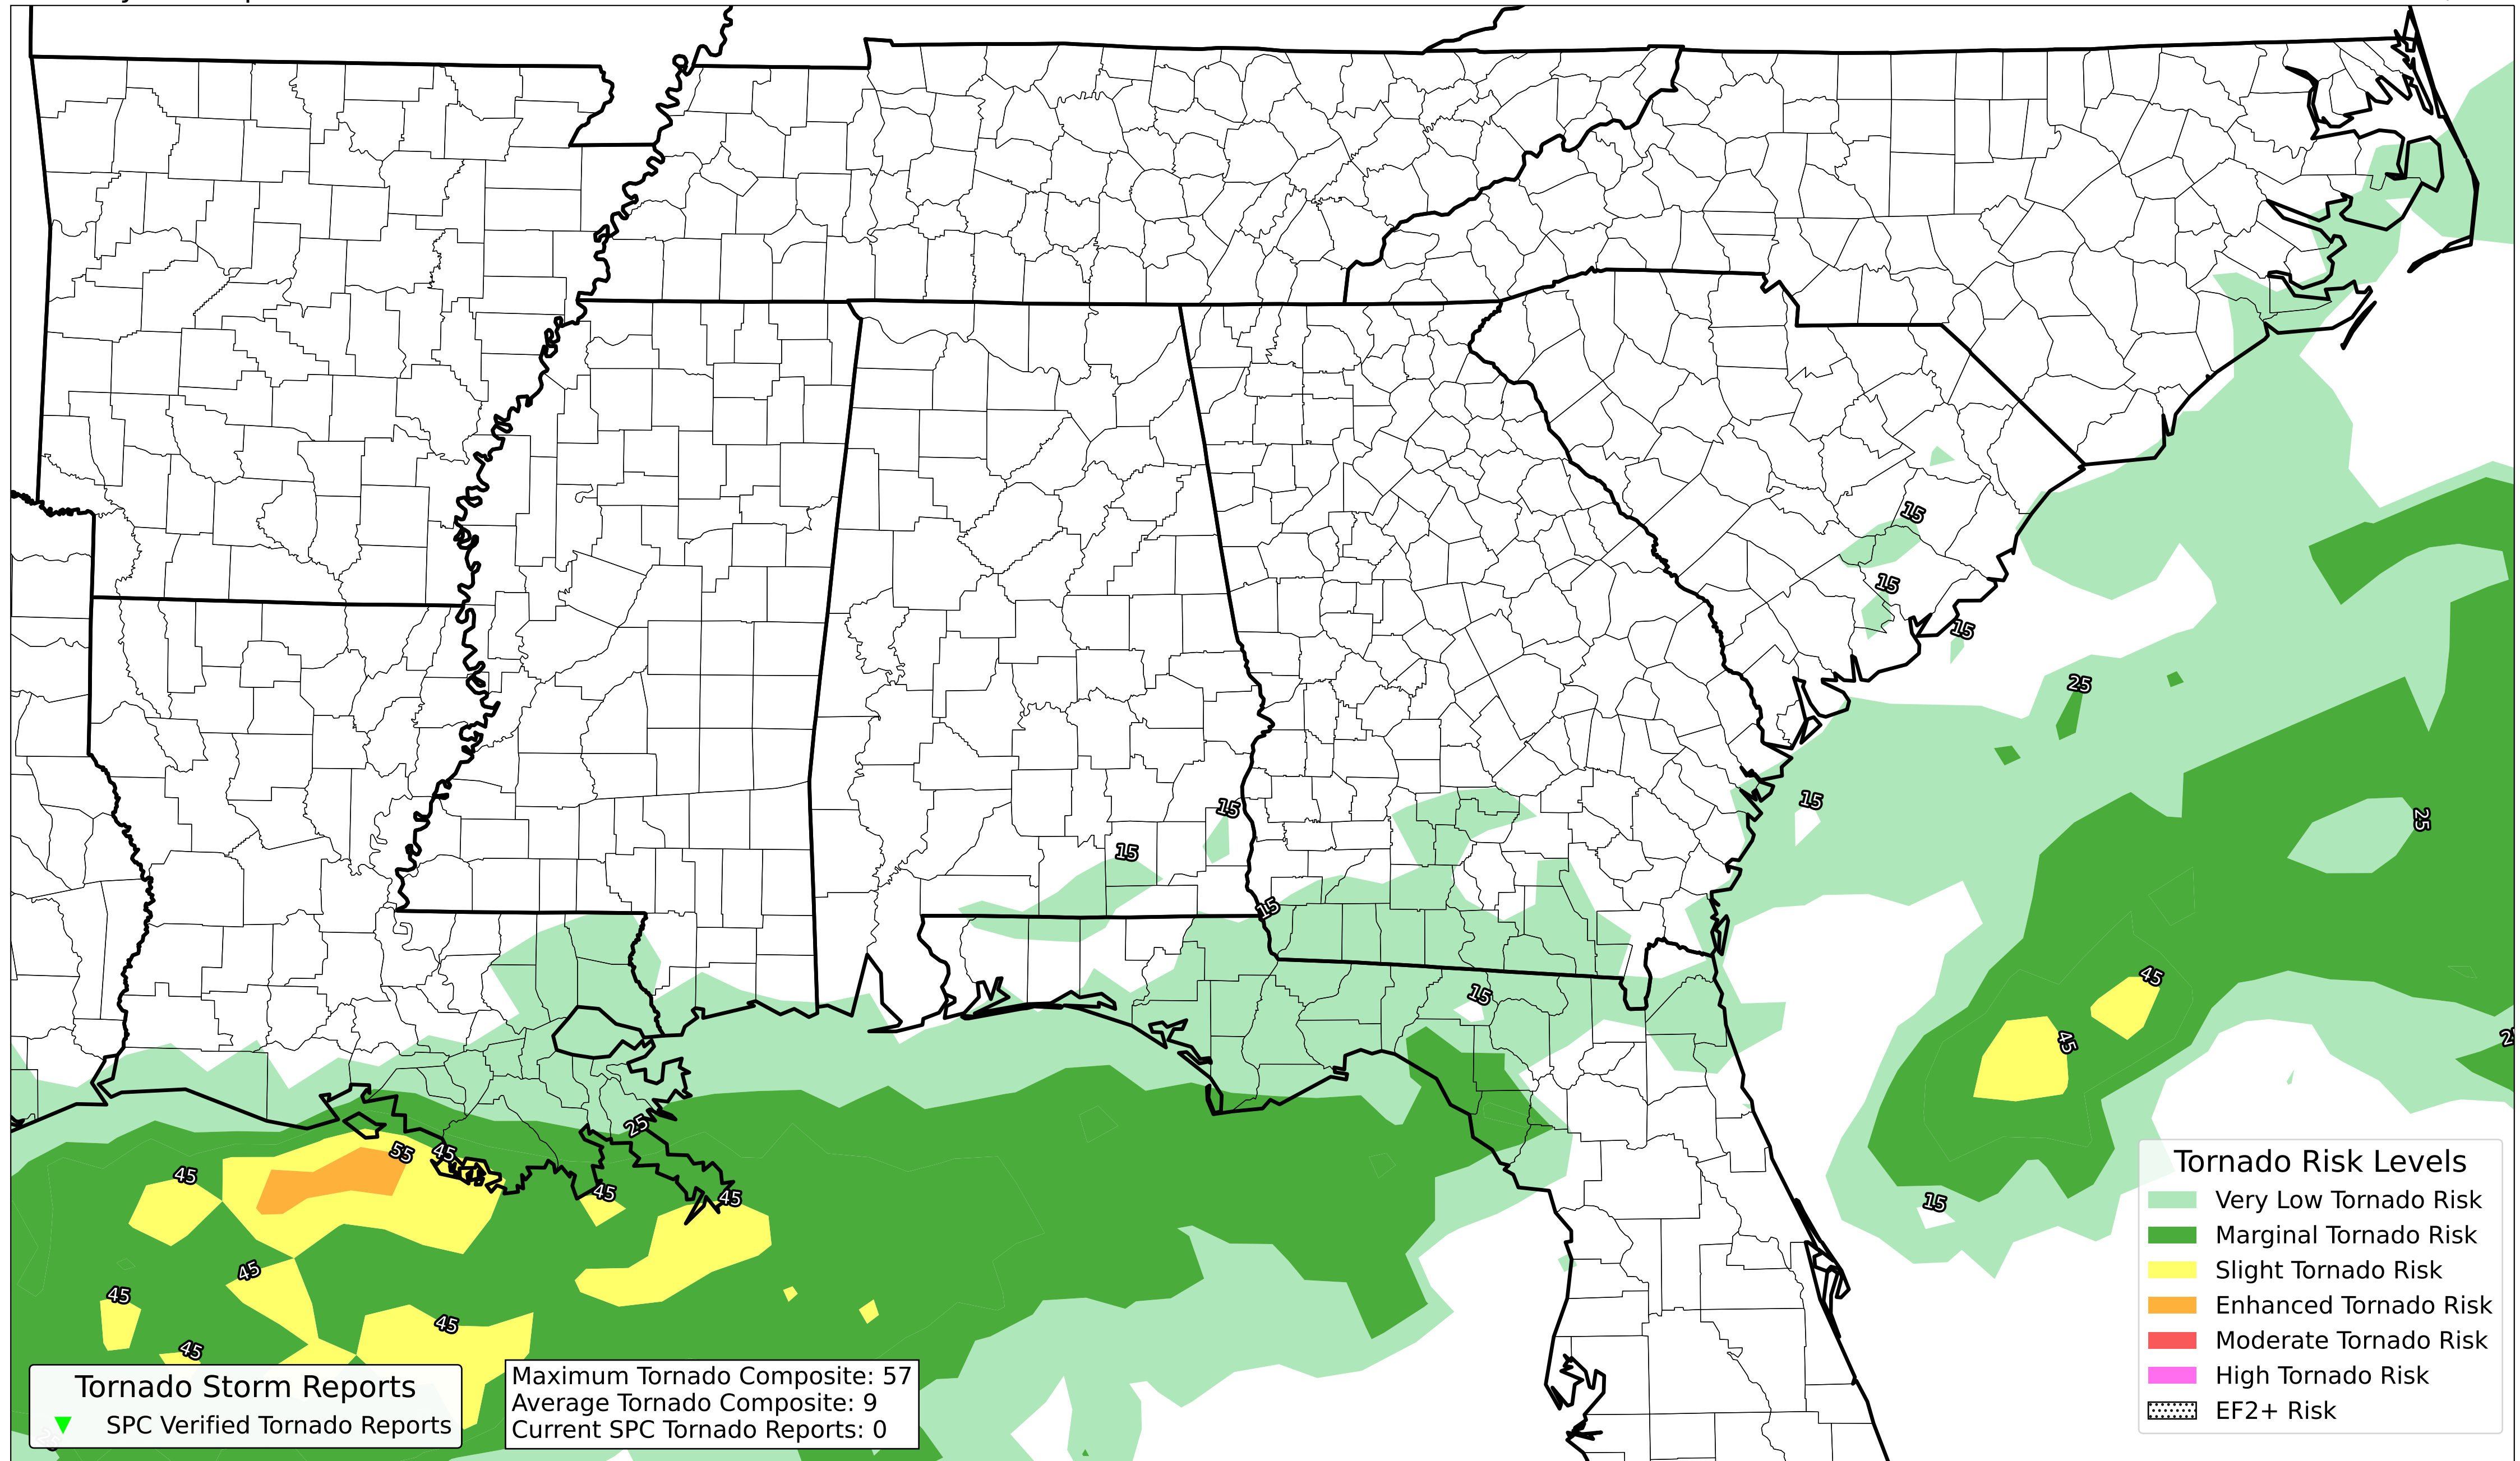 15
15
15
25
15
15
15
25
15
45
15
45
25
55
45
45
45
45
15
45
45
45
45
Tornado Risk Levels
Very Low Tornado Risk
Marginal Tornado Risk
Slight Tornado Risk
Enhanced Tornado Risk
Moderate Tornado Risk
High Tornado Risk
EF2+ Risk
Tornado Storm Reports
SPC Verified Tornado Reports
Maximum Tornado Composite: 57
Average Tornado Composite: 9
Current SPC Tornado Reports: 0